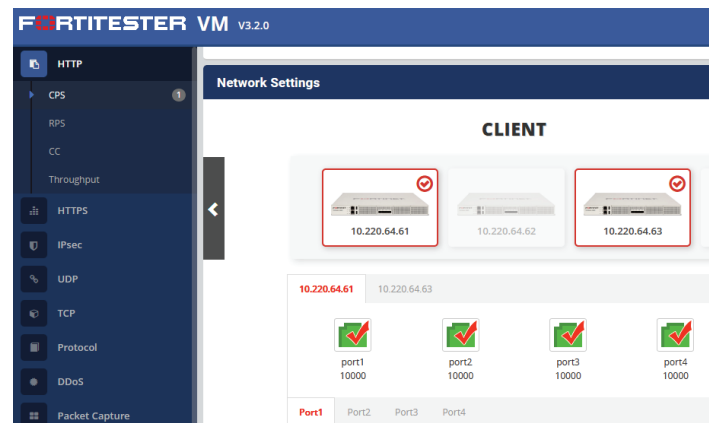 FORTITESTER VM V3.2.0
HTTP
CPS 1
RPS
CC
Throughput
HTTPS
IPsec
UDP
TCP
Protocol
DDoS
Packet Capture
Network Settings
CLIENT
10.220.64.61 10.220.64.62 10.220.64.63
10.220.64.61 10.220.64.63
port1 port2 port3 port4
10000 10000 10000 10000
Port1 Port2 Port3 Port4